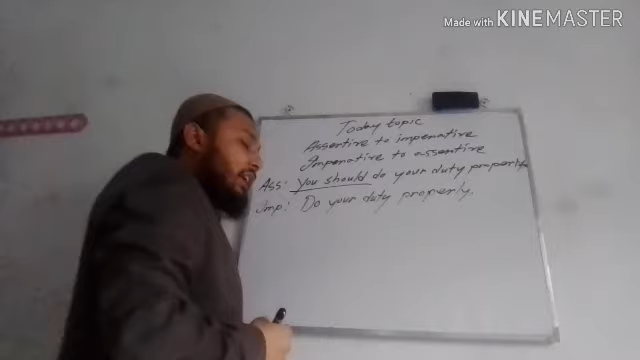 Made with KINEMASTER
Today topic
Assertive to imperative
Imperative to assertive
Ass: You should do your duty properly
Imp: Do your duty properly.